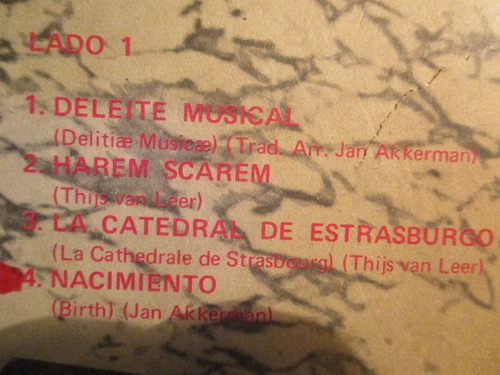 LADO 1
1. DELEITE MUSICAL
(Delitiæ Musicæ) (Trad. Arr. Jan Akkerman)
2. HAREM SCAREM
(Thijs van Leer)
3. LA CATEDRAL DE ESTRASBURGO
(La Cathedrale de Strasbourg) (Thijs van Leer)
4. NACIMIENTO
(Birth) (Jan Akkerman)